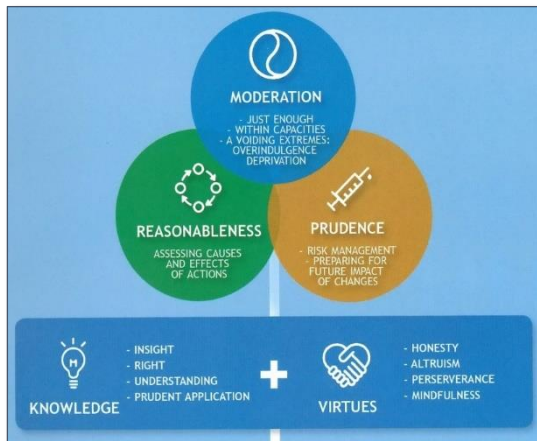 MODERATION
- JUST ENOUGH
- WITHIN CAPACITIES
- A VOIDING EXTREMES:
OVERINDULGENCE
DEPRIVATION
REASONABLENESS
ASSESSING CAUSES
AND EFFECTS
OF ACTIONS
PRUDENCE
- RISK MANAGEMENT
- PREPARING FOR
FUTURE IMPACT
OF CHANGES
- INSIGHT
- RIGHT
- UNDERSTANDING
- PRUDENT APPLICATION
KNOWLEDGE
+
- HONESTY
- ALTRUISM
- PERSERVERANCE
- MINDFULNESS
VIRTUES